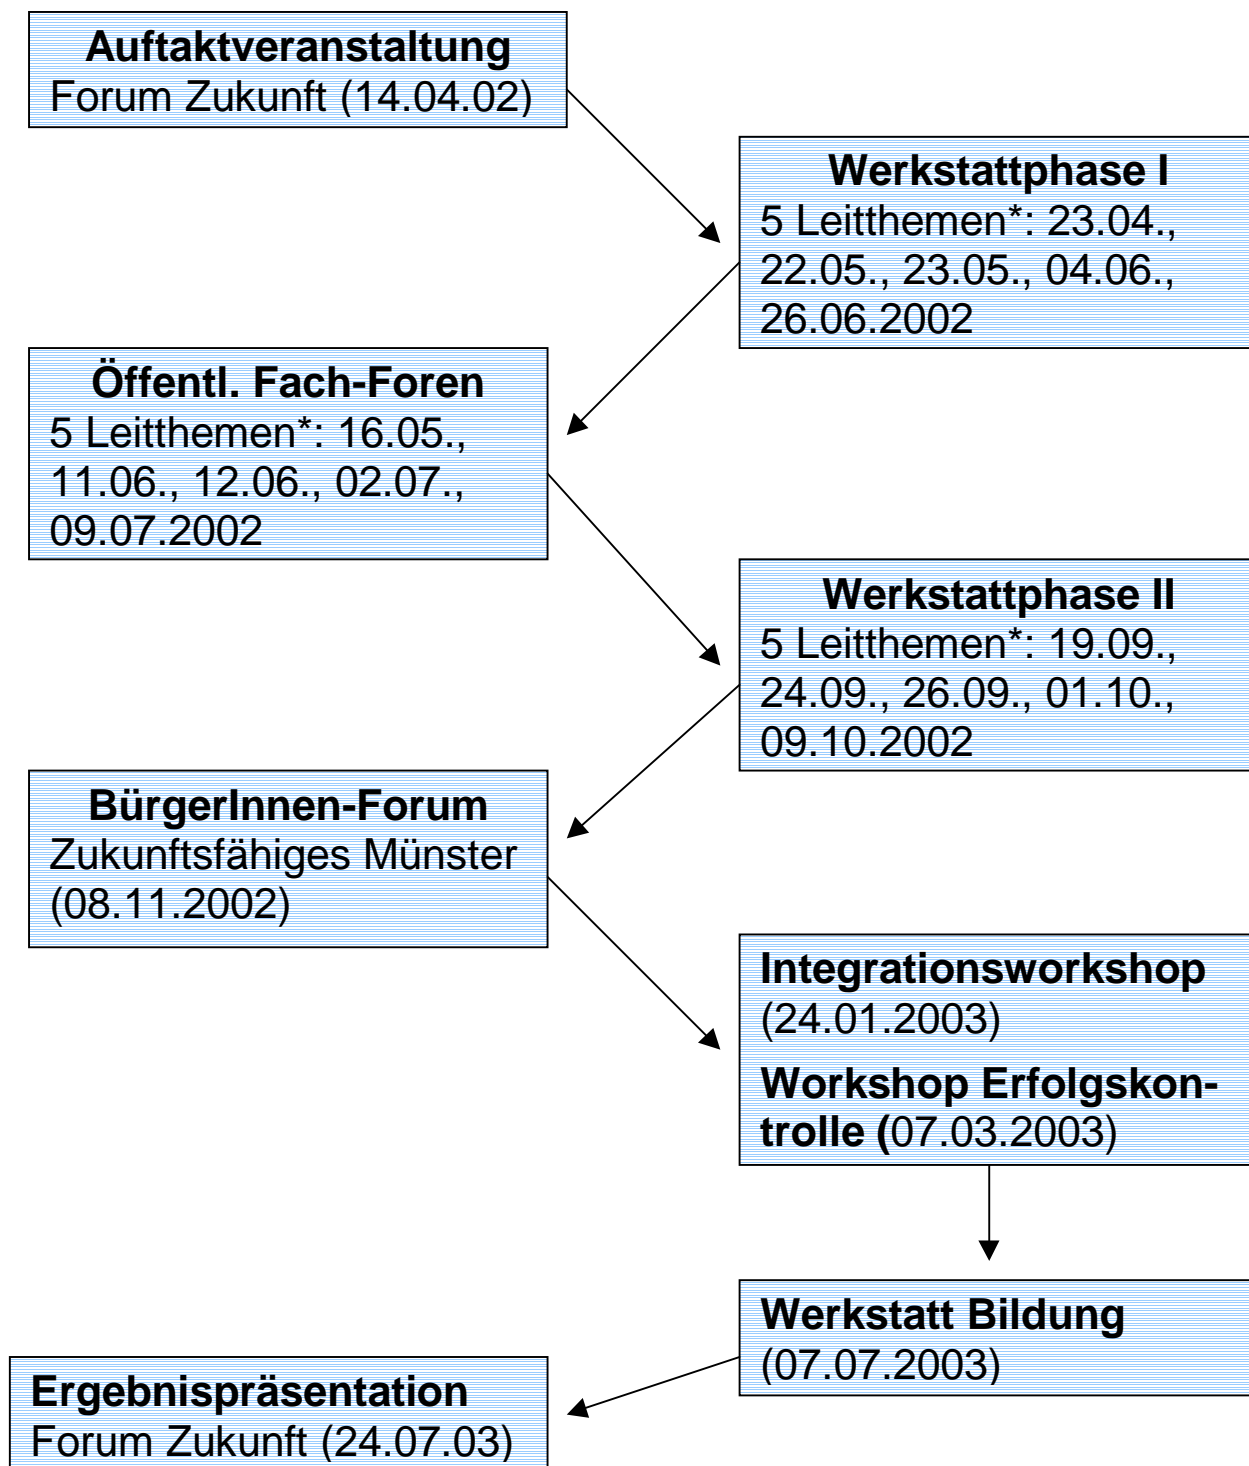 Auftaktveranstaltung
Forum Zukunft (14.04.02)
Werkstattphase I
5 Leitthemen*: 23.04.,
22.05., 23.05., 04.06.,
26.06.2002
Öffentl. Fach-Foren
5 Leitthemen*: 16.05.,
11.06., 12.06., 02.07.,
09.07.2002
Werkstattphase II
5 Leitthemen*: 19.09.,
24.09., 26.09., 01.10.,
09.10.2002
BürgerInnen-Forum
Zukunftsfähiges Münster
(08.11.2002)
Integrationsworkshop
(24.01.2003)
Workshop Erfolgskon-
trolle (07.03.2003)
Werkstatt Bildung
(07.07.2003)
Ergebnispräsentation
Forum Zukunft (24.07.03)